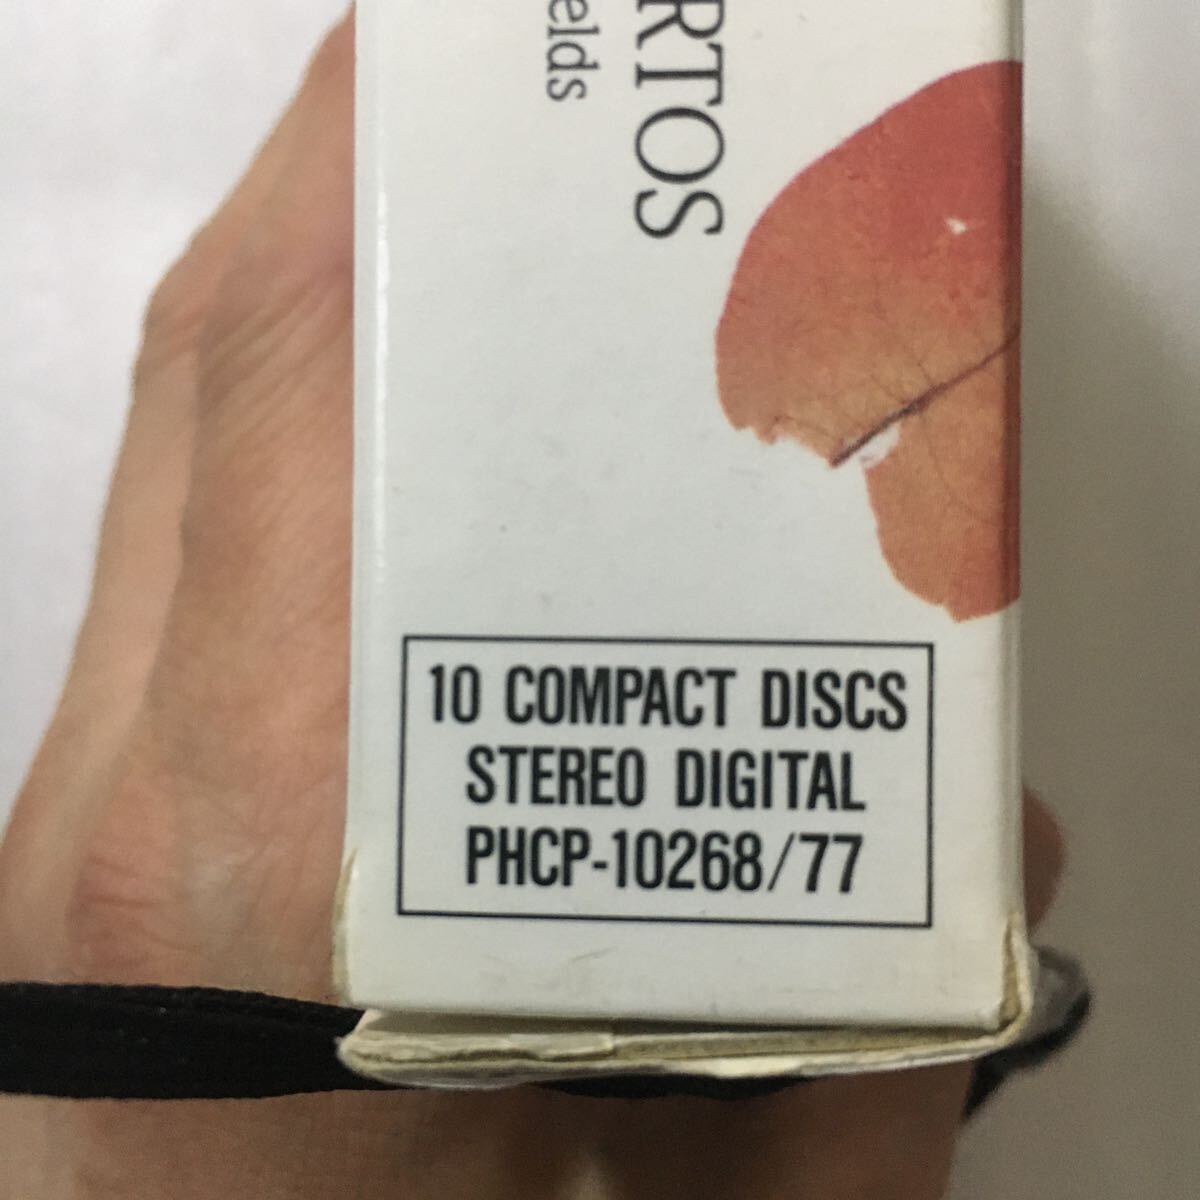 RTOS
elds
10 COMPACT DISCS
STEREO DIGITAL
PHCP-10268/77